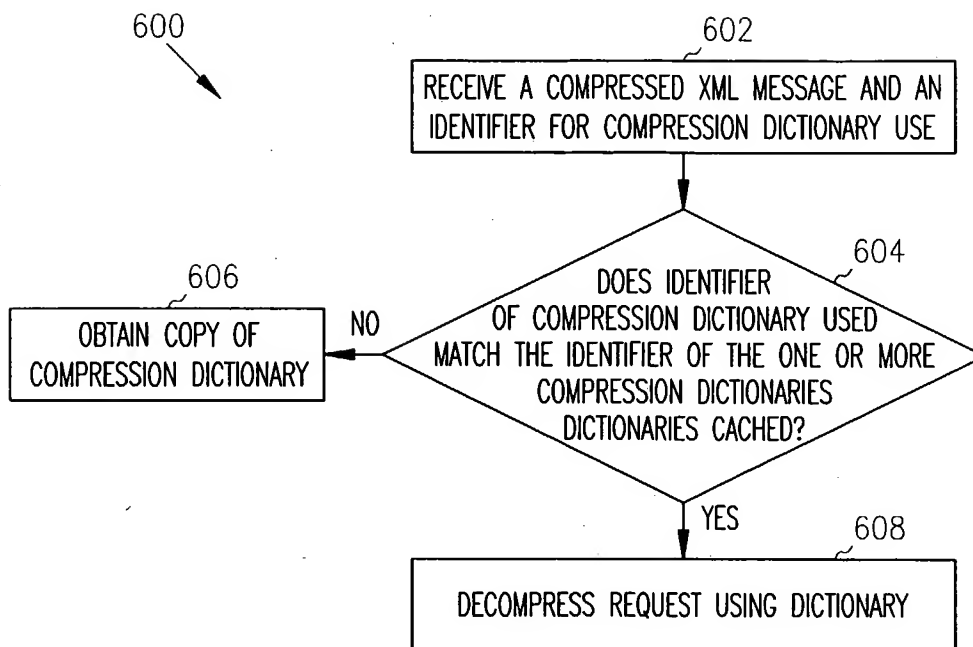 600
602
RECEIVE A COMPRESSED XML MESSAGE AND AN
IDENTIFIER FOR COMPRESSION DICTIONARY USE
604
DOES IDENTIFIER
OF COMPRESSION DICTIONARY USED
MATCH THE IDENTIFIER OF THE ONE OR MORE
COMPRESSION DICTIONARIES
DICTIONARIES CACHED?
606
NO
OBTAIN COPY OF
COMPRESSION DICTIONARY
YES
608
DECOMPRESS REQUEST USING DICTIONARY